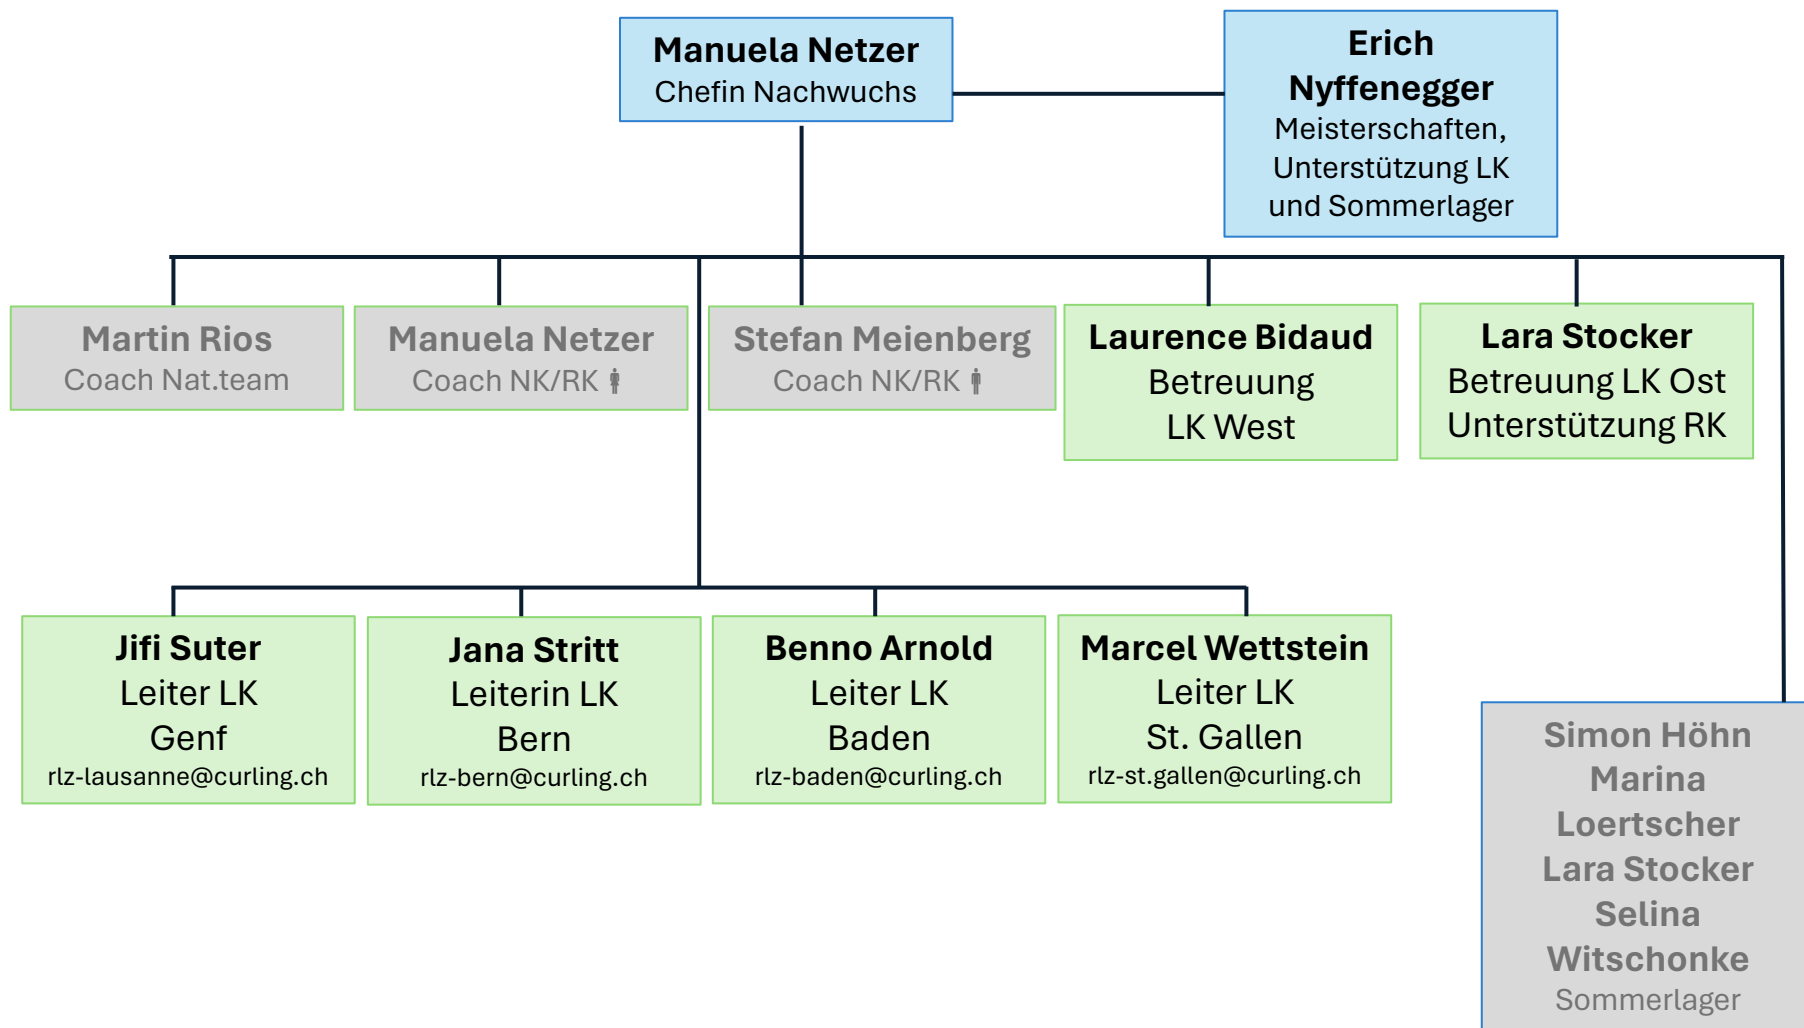 Manuela Netzer
Chefin Nachwuchs
Erich
Nyffenegger
Meisterschaften,
Unterstützung LK
und Sommerlager
Martin Rios
Coach Nat.team
Manuela Netzer
Coach NK/RK
Stefan Meienberg
Coach NK/RK
Laurence Bidaud
Betreuung
LK West
Lara Stocker
Betreuung LK Ost
Unterstützung RK
Jifi Suter
Leiter LK
Genf
rlz-lausanne@curling.ch
Jana Stritt
Leiterin LK
Bern
rlz-bern@curling.ch
Benno Arnold
Leiter LK
Baden
rlz-baden@curling.ch
Marcel Wettstein
Leiter LK
St. Gallen
rlz-st.gallen@curling.ch
Simon Höhn
Marina
Loertscher
Lara Stocker
Selina
Witschonke
Sommerlager